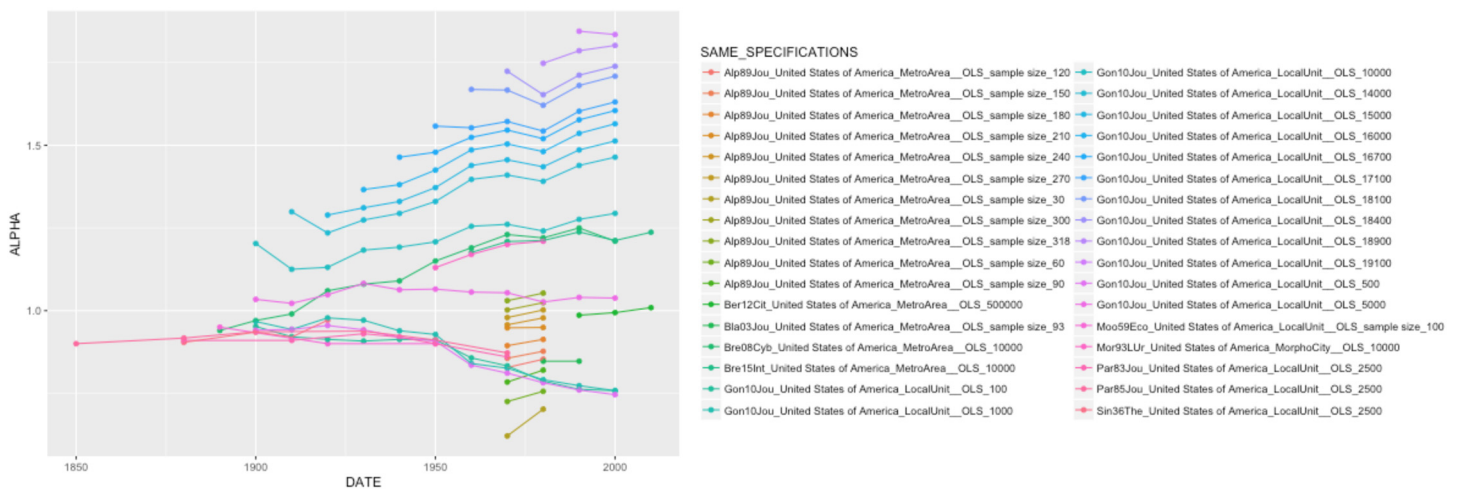 1.5
1.0
ALPHA
1850
1900
1950
2000
DATE
SAME_SPECIFICATIONS
Alp89Jou_United States of America_MetroArea__OLS_sample size_120
Alp89Jou_United States of America_MetroArea__OLS_sample size_150
Alp89Jou_United States of America_MetroArea__OLS_sample size_180
Alp89Jou_United States of America_MetroArea__OLS_sample size_210
Alp89Jou_United States of America_MetroArea__OLS_sample size_240
Alp89Jou_United States of America_MetroArea__OLS_sample size_270
Alp89Jou_United States of America_MetroArea__OLS_sample size_30
Alp89Jou_United States of America_MetroArea__OLS_sample size_300
Alp89Jou_United States of America_MetroArea__OLS_sample size_318
Alp89Jou_United States of America_MetroArea__OLS_sample size_60
Alp89Jou_United States of America_MetroArea__OLS_sample size_90
Ber12Cit_United States of America_MetroArea__OLS_500000
Bla03Jou_United States of America_MetroArea__OLS_sample size_93
Bre08Cyb_United States of America_MetroArea__OLS_10000
Bre15Int_United States of America_MetroArea__OLS_10000
Gon10Jou_United States of America_LocalUnit__OLS_100
Gon10Jou_United States of America_LocalUnit__OLS_1000
Gon10Jou_United States of America_LocalUnit__OLS_10000
Gon10Jou_United States of America_LocalUnit__OLS_14000
Gon10Jou_United States of America_LocalUnit__OLS_15000
Gon10Jou_United States of America_LocalUnit__OLS_16000
Gon10Jou_United States of America_LocalUnit__OLS_16700
Gon10Jou_United States of America_LocalUnit__OLS_17100
Gon10Jou_United States of America_LocalUnit__OLS_18100
Gon10Jou_United States of America_LocalUnit__OLS_18400
Gon10Jou_United States of America_LocalUnit__OLS_18900
Gon10Jou_United States of America_LocalUnit__OLS_19100
Gon10Jou_United States of America_LocalUnit__OLS_500
Gon10Jou_United States of America_LocalUnit__OLS_5000
Moo59Eco_United States of America_LocalUnit__OLS_sample size_100
Mor93LUr_United States of America_MorphoCity__OLS_10000
Par83Jou_United States of America_LocalUnit__OLS_2500
Par85Jou_United States of America_LocalUnit__OLS_2500
Sin36The_United States of America_LocalUnit__OLS_2500